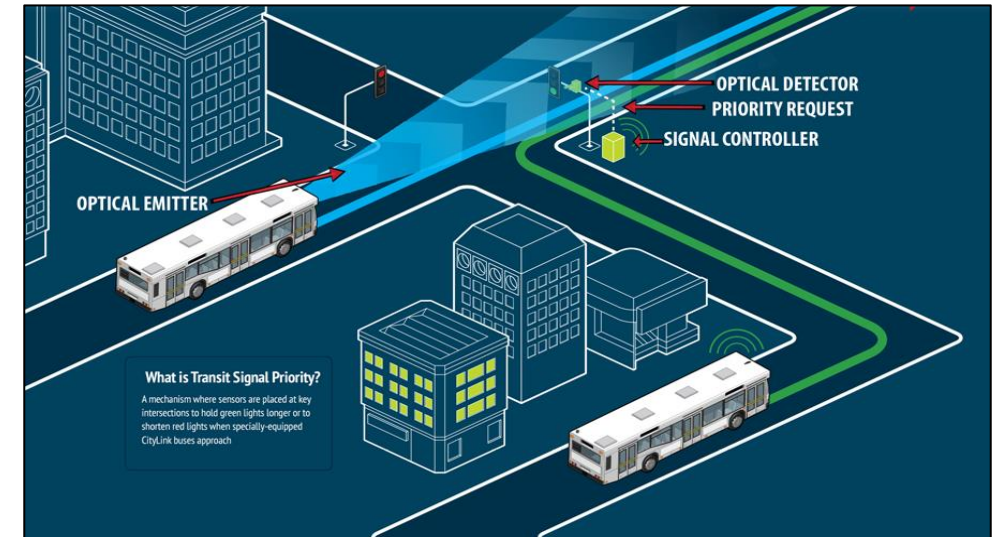 OPTICAL DETECTOR
PRIORITY REQUEST
SIGNAL CONTROLLER
OPTICAL EMITTER
What is Transit Signal Priority?
A mechanism where sensors are placed at key
intersections to hold green lights longer or to
shorten red lights when specially-equipped
CityLink buses approach